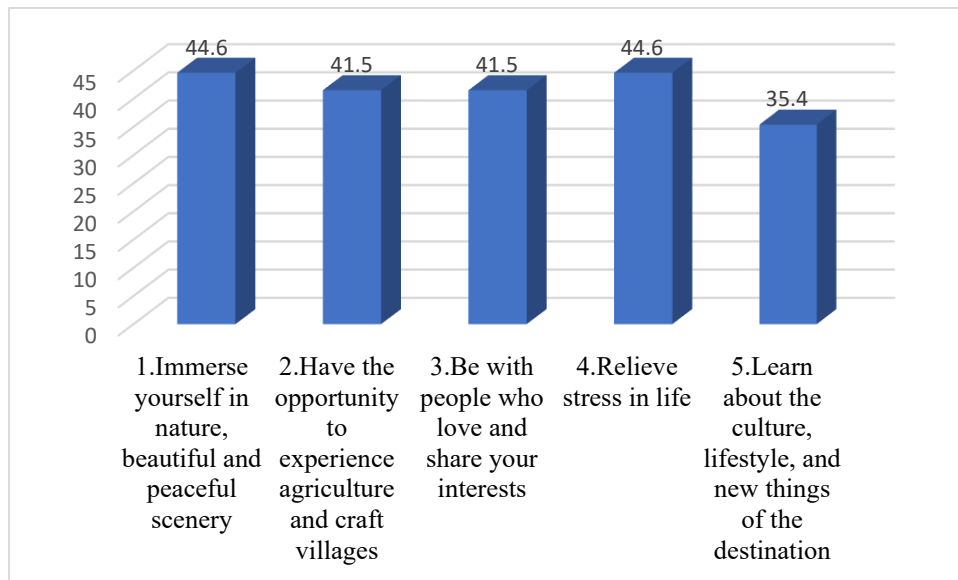 44.6
41.5
41.5
44.6
35.4
45
40
35
30
25
20
15
10
5
0
1.Immerse
yourself in
nature,
beautiful and
peaceful
scenery
2.Have the
opportunity
to
experience
agriculture
and craft
villages
3.Be with
people who
love and
share your
interests
4.Relieve
stress in life
5.Learn
about the
culture,
lifestyle, and
new things
of the
destination